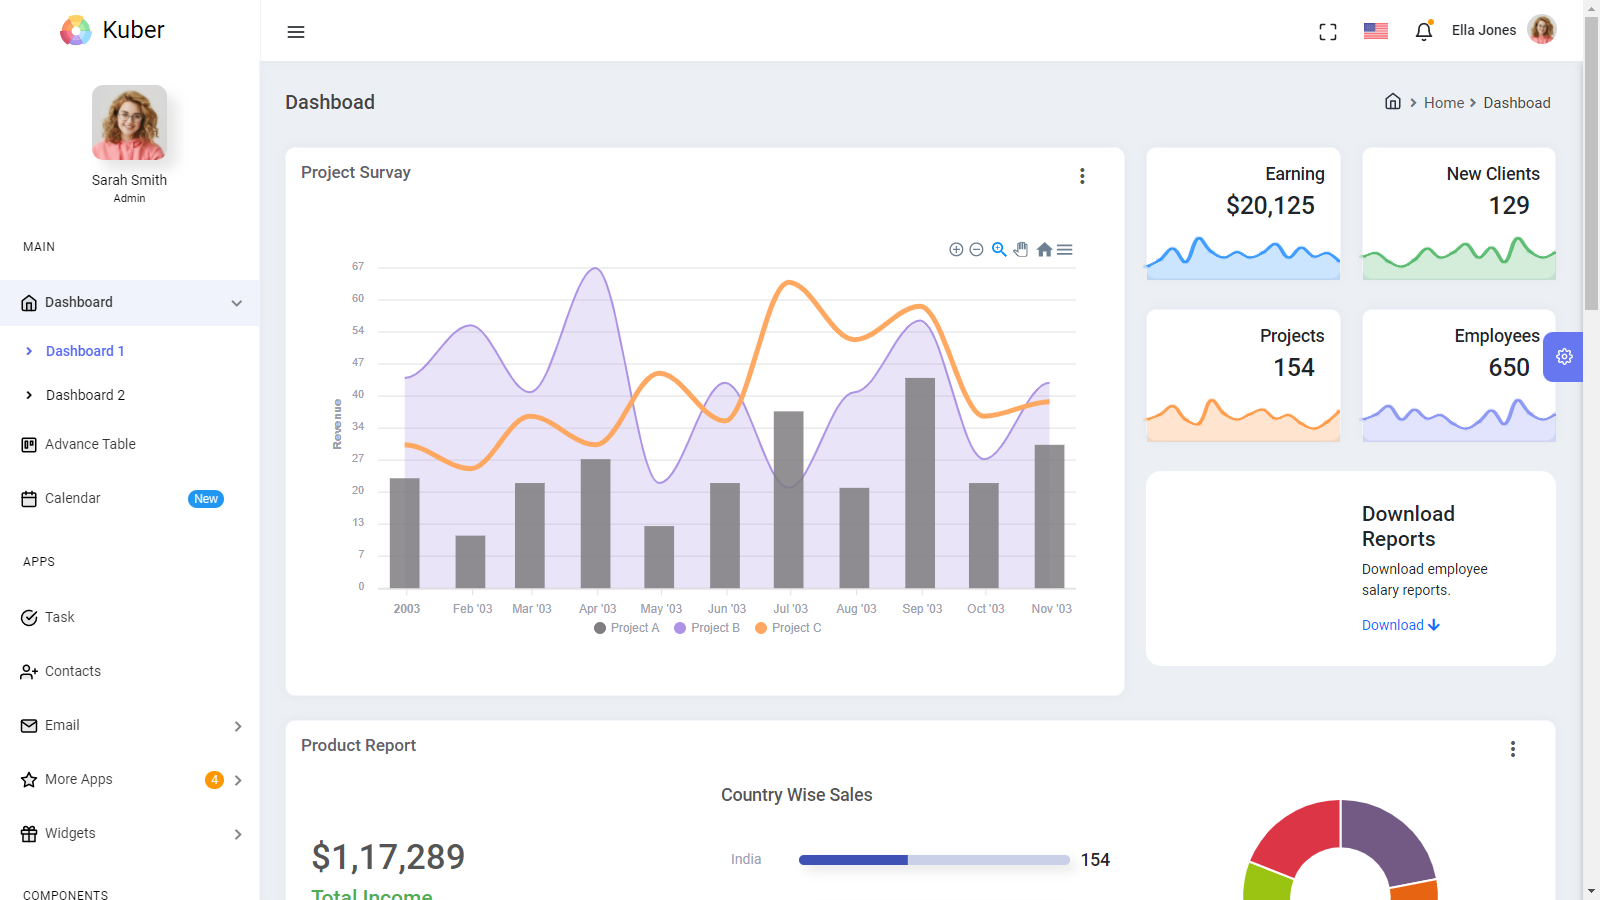 Kuber
Ella Jones
Sarah Smith
Admin
MAIN
Dashboard
Dashboard 1
Dashboard 2
Advance Table
Calendar
New
APPS
Task
Contacts
Email
More Apps
4
Widgets
COMPONENTS
Dashboad
Home
Dashboad
Project Survay
67
60
54
47
40
34
27
20
13
7
0
Revenue
2003 Feb '03 Mar '03 Apr '03 May '03 Jun '03 Jul '03 Aug '03 Sep '03 Oct '03 Nov '03
Project A Project B Project C
Earning
$20,125
New Clients
129
Projects
154
Employees
650
Download
Reports
Download employee
salary reports.
Download
Product Report
$1,17,289
Total Income
Country Wise Sales
India 154